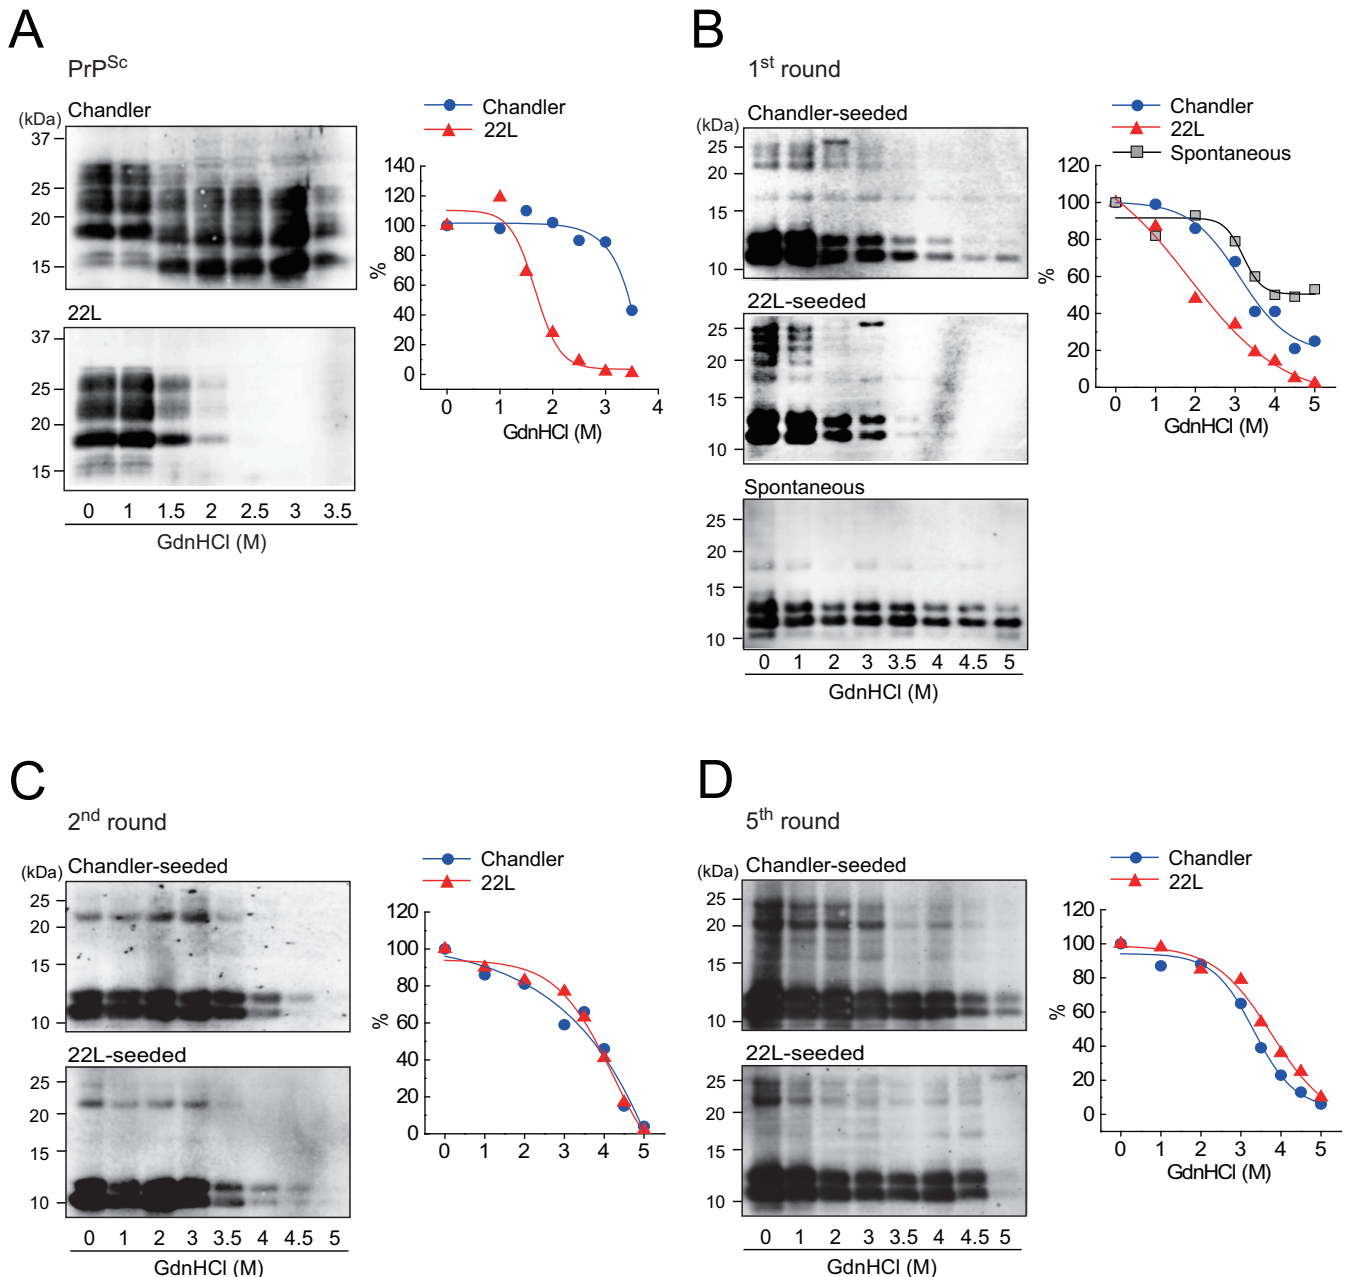 A
PrPSc
Chandler
(kDa)
37
25
20
15
22L
37
25
20
15
0 1 1.5 2 2.5 3 3.5
GdnHCl (M)
Chandler
22L
140
120
100
80
60
40
20
0
%
0 1 2 3 4
GdnHCl (M)
B
1st round
Chandler-seeded
(kDa)
25
20
15
10
22L-seeded
25
20
15
10
Spontaneous
25
20
15
10
0 1 2 3 3.5 4 4.5 5
GdnHCl (M)
Chandler
22L
Spontaneous
120
100
80
60
40
20
0
%
0 1 2 3 4 5
GdnHCl (M)
C
2nd round
Chandler-seeded
(kDa)
25
20
15
10
22L-seeded
25
20
15
10
0 1 2 3 3.5 4 4.5 5
GdnHCl (M)
Chandler
22L
120
100
80
60
40
20
0
%
0 1 2 3 4 5
D
5th round
Chandler-seeded
(kDa)
25
20
15
10
22L-seeded
25
20
15
10
0 1 2 3 3.5 4 4.5 5
GdnHCl (M)
Chandler
22L
120
100
80
60
40
20
0
%
0 1 2 3 4 5
GdnHCl (M)